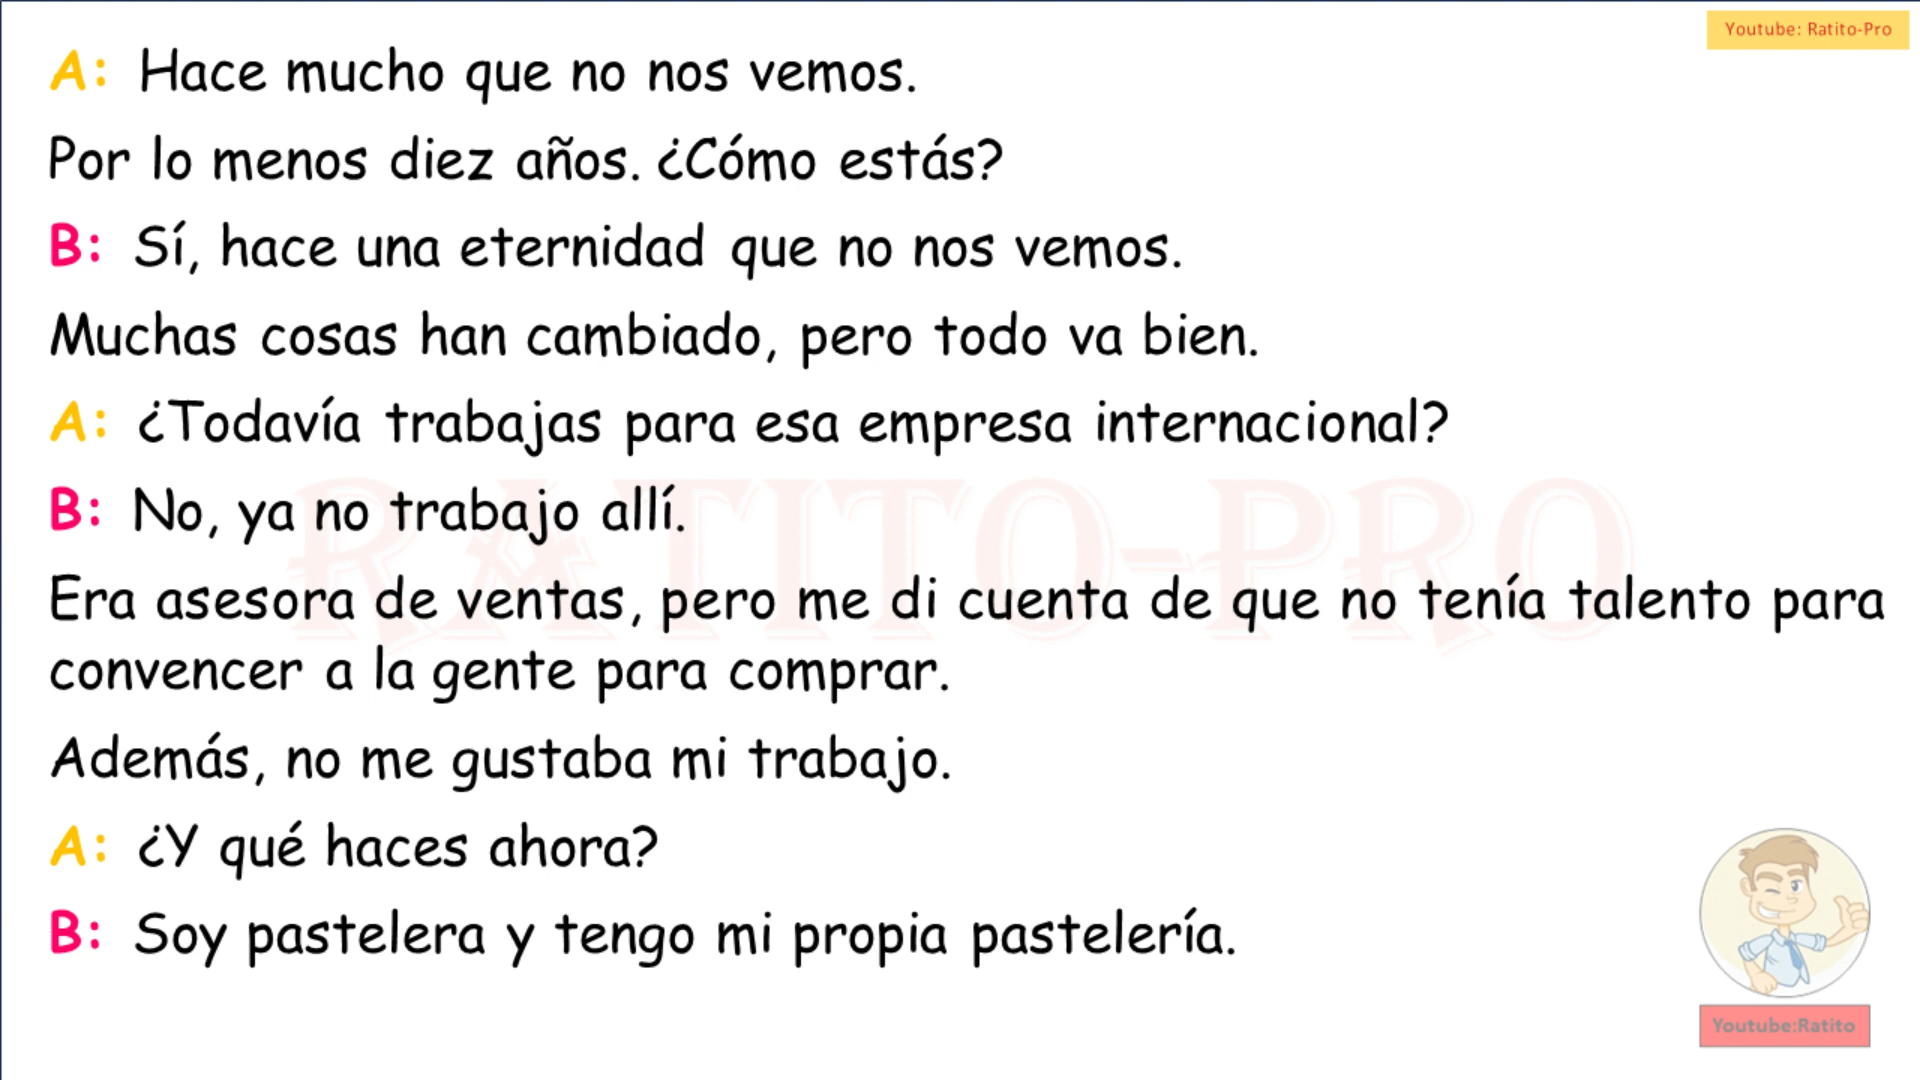 Youtube: Ratito-Pro
A: Hace mucho que no nos vemos.
Por lo menos diez años. ¿Cómo estás?
B: Sí, hace una eternidad que no nos vemos.
Muchas cosas han cambiado, pero todo va bien.
A: ¿Todavía trabajas para esa empresa internacional?
B: No, ya no trabajo allí.
RATITO-PRO
Era asesora de ventas, pero me di cuenta de que no tenía talento para
convencer a la gente para comprar.
Además, no me gustaba mi trabajo.
A: ¿Y qué haces ahora?
B: Soy pastelera y tengo mi propia pastelería.
Youtube:Ratito